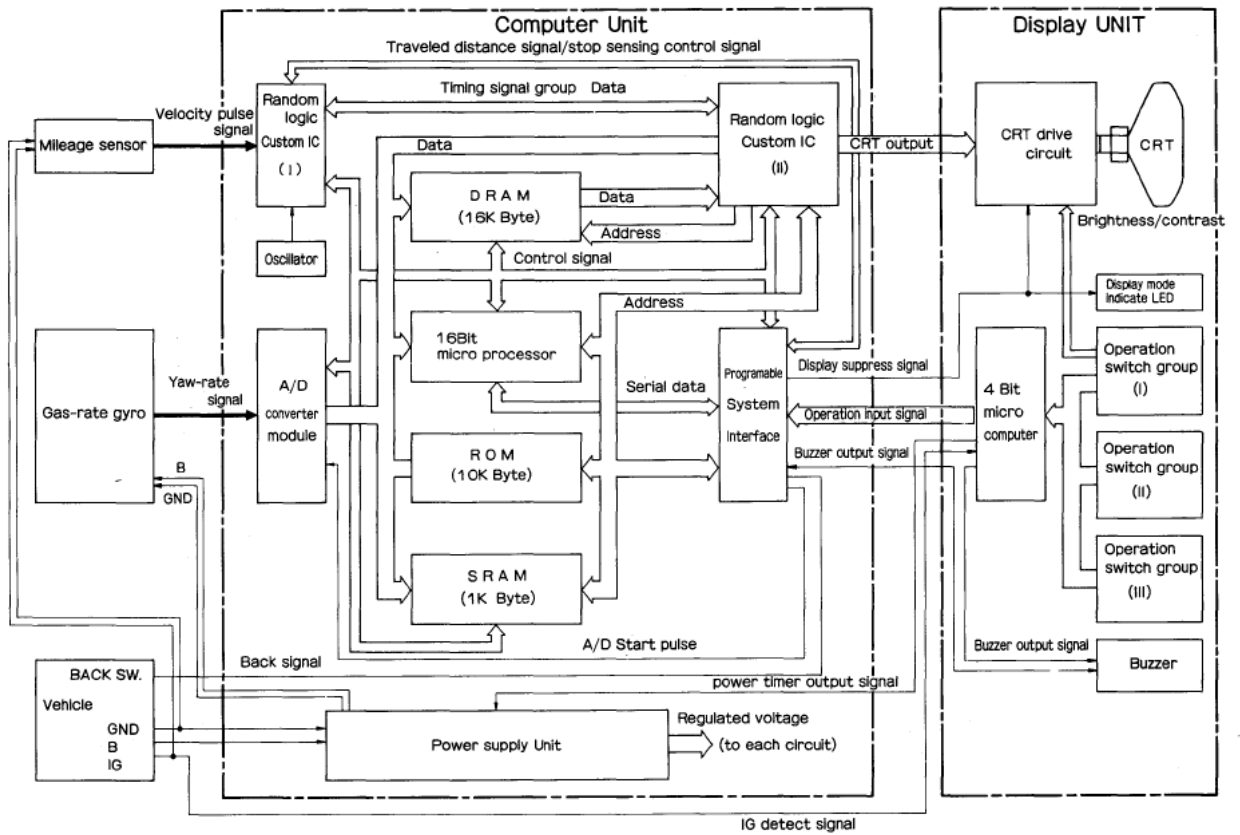 Computer Unit
Display UNIT
Traveled distance signal/stop sensing control signal
Timing signal group Data
Random
logic
Custom IC
(I)
Random logic
Custom IC
(II)
CRT drive
circuit
CRT
Velocity pulse
signal
Mileage sensor
Data
CRT output
DRAM
(16K Byte)
Data
Address
Brightness/contrast
Oscillator
Control signal
Address
Display mode
Indicate LED
16Bit
micro processor
Programable
System
Interface
Display suppress signal
Operation
switch group
(I)
Gas-rate gyro
Yaw-rate
signal
A/D
converter
module
Serial data
Operation input signal
4 Bit
micro
computer
ROM
(10K Byte)
Buzzer output signal
Operation
switch group
(II)
B
GND
SRAM
(1K Byte)
Operation
switch group
(III)
A/D Start pulse
Back signal
Buzzer output signal
Buzzer
BACK SW.
Vehicle
power timer output signal
GND
B
IG
Power supply Unit
Regulated voltage
(to each circuit)
IG detect signal